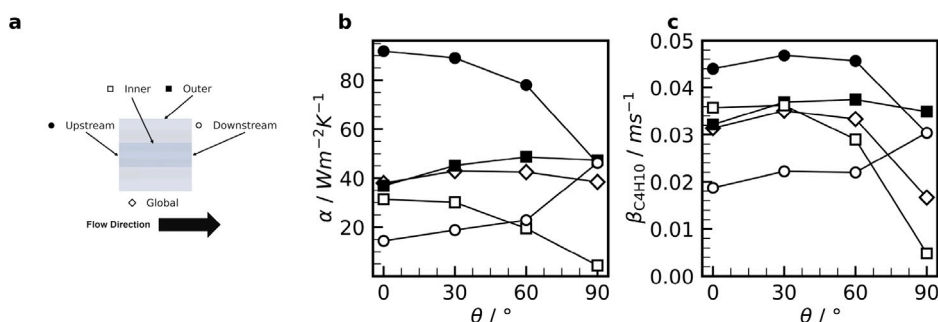 a
Inner
Outer
Upstream
Downstream
Global
Flow Direction
b
α / Wm⁻²K⁻¹
80
60
40
20
0
30
60
90
θ / °
c
β_C4H10 / ms⁻¹
0.05
0.04
0.03
0.02
0.01
0.00
0
30
60
90
θ / °